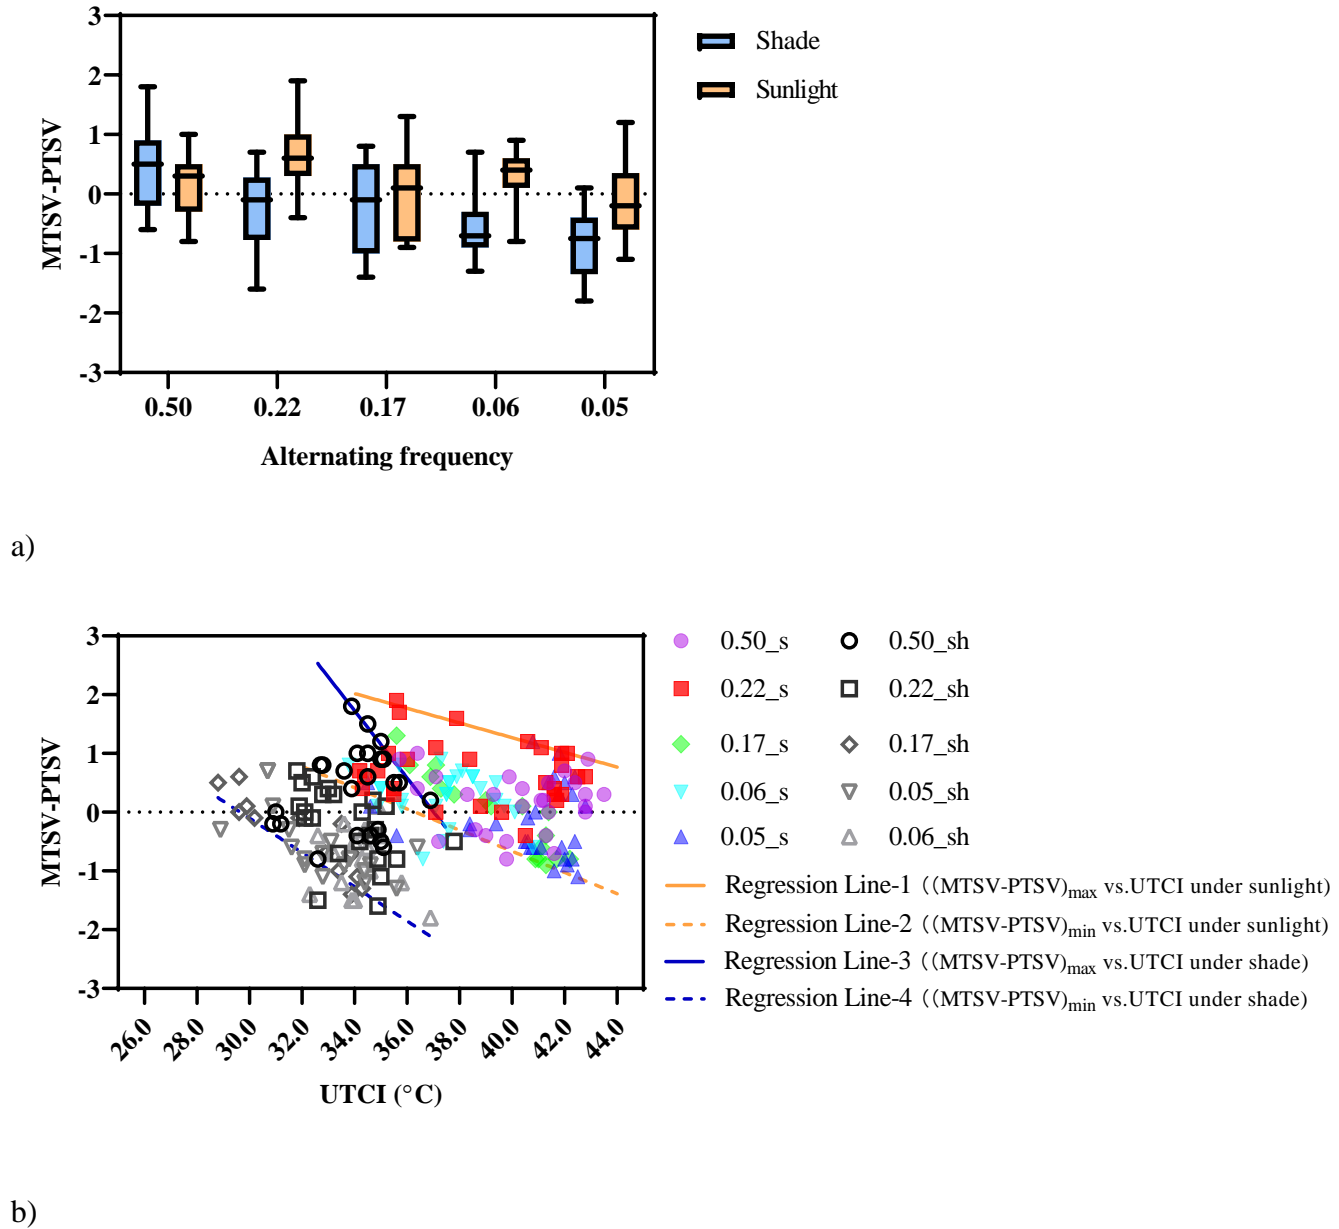 3
2
1
0
-1
-2
-3
MTSV-PTSV
0.50 0.22 0.17 0.06 0.05
Alternating frequency
Shade
Sunlight
a)
3
2
1
0
-1
-2
-3
MTSV-PTSV
26.0 28.0 30.0 32.0 34.0 36.0 38.0 40.0 42.0 44.0
UTCI (°C)
0.50_s 0.50_sh
0.22_s 0.22_sh
0.17_s 0.17_sh
0.06_s 0.05_sh
0.05_s 0.06_sh
Regression Line-1 ((MTSV-PTSV)max vs.UTCI under sunlight)
Regression Line-2 ((MTSV-PTSV)min vs.UTCI under sunlight)
Regression Line-3 ((MTSV-PTSV)max vs.UTCI under shade)
Regression Line-4 ((MTSV-PTSV)min vs.UTCI under shade)
b)